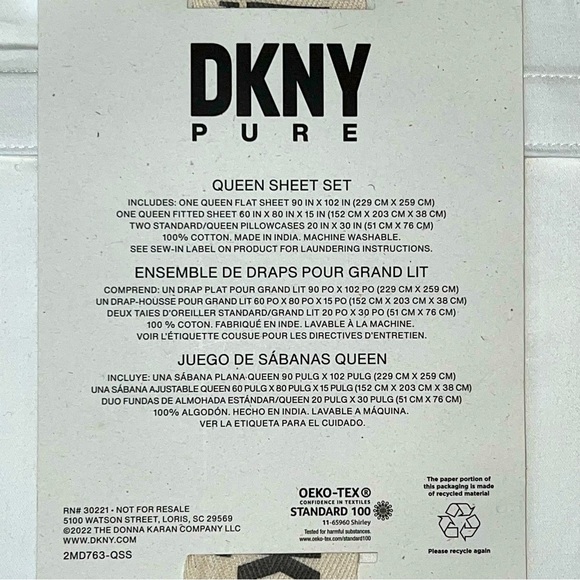 DKNY
PURE
QUEEN SHEET SET
INCLUDES: ONE QUEEN FLAT SHEET 90 IN X 102 IN (229 CM X 259 CM)
ONE QUEEN FITTED SHEET 60 IN X 80 IN X 15 IN (152 CM X 203 CM X 38 CM)
TWO STANDARD/QUEEN PILLOWCASES 20 IN X 30 IN (51 CM X 76 CM)
100% COTTON. MADE IN INDIA. MACHINE WASHABLE.
SEE SEW-IN LABEL ON PRODUCT FOR LAUNDERING INSTRUCTIONS.
ENSEMBLE DE DRAPS POUR GRAND LIT
COMPREND: UN DRAP PLAT POUR GRAND LIT 90 PO X 102 PO (229 CM X 259 CM)
UN DRAP-HOUSSE POUR GRAND LIT 60 PO X 80 PO X 15 PO (152 CM X 203 CM X 38 CM)
DEUX TAIES D'OREILLER STANDARD/GRAND LIT 20 PO X 30 PO (51 CM X 76 CM)
100 % COTON. FABRIQUÉ EN INDE. LAVABLE À LA MACHINE.
VOIR L'ÉTIQUETTE COUSUE POUR LES DIRECTIVES D'ENTRETIEN.
JUEGO DE SÁBANAS QUEEN
INCLUYE: UNA SÁBANA PLANA QUEEN 90 PULG X 102 PULG (229 CM X 259 CM)
UNA SÁBANA AJUSTABLE QUEEN 60 PULG X 80 PULG X 15 PULG (152 CM X 203 CM X 38 CM)
DUO FUNDAS DE ALMOHADA ESTÁNDAR/QUEEN 20 PULG X 30 PULG (51 CM X 76 CM)
100% ALGODÓN. HECHO EN INDIA. LAVABLE A MÁQUINA.
VER LA ETIQUETA PARA EL CUIDADO.
RN# 30221 - NOT FOR RESALE
5100 WATSON STREET, LORIS, SC 29569
©2022 THE DONNA KARAN COMPANY LLC
WWW.DKNY.COM
2MD763-QSS
OEKO-TEX®
CONFIDENCE IN TEXTILES
STANDARD 100
11-65960 Shirley
Tested for harmful substances.
www.oeko-tex.com/standard100
The paper portion of
this packaging is made
of recycled material
Please recycle again